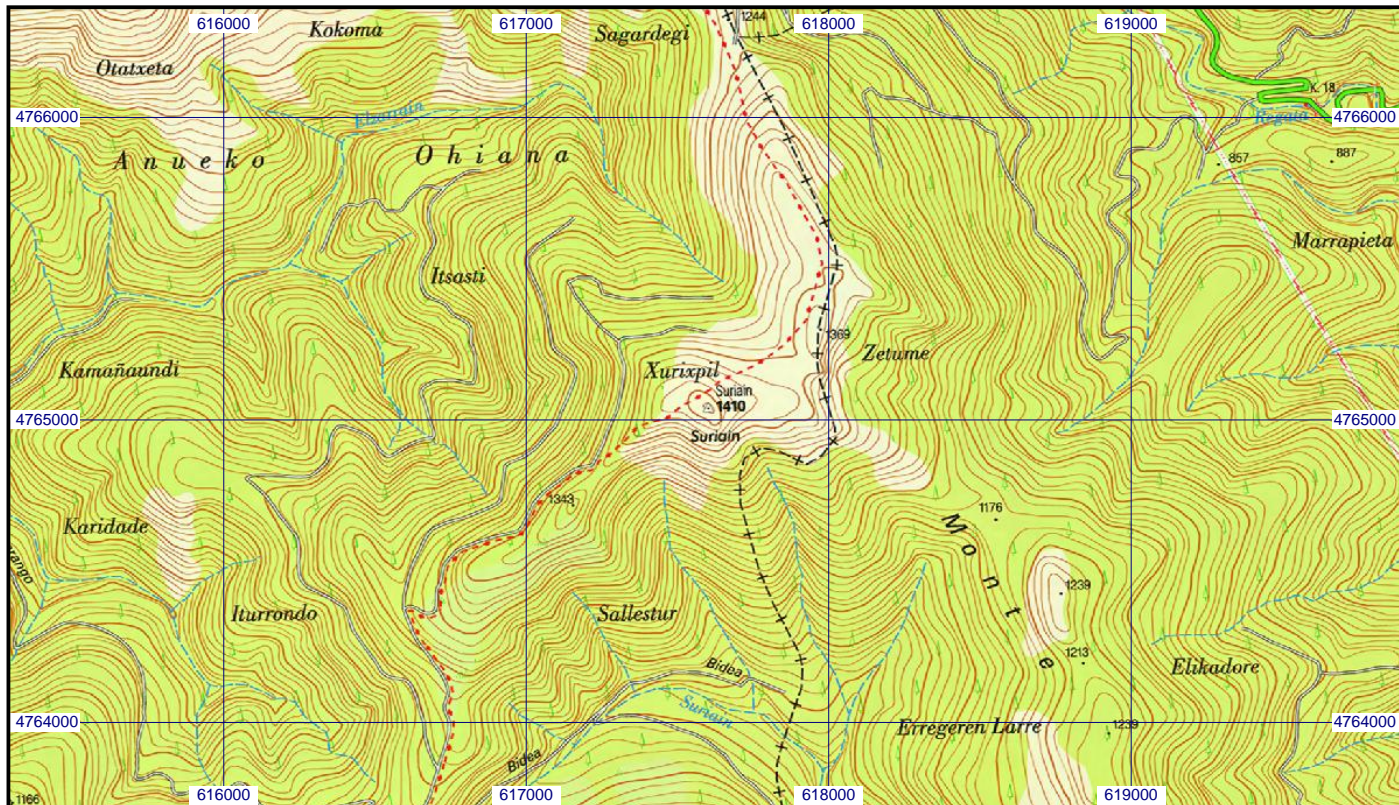 616000 617000 618000 619000
1244
Kokoma Sagardegi
Otatxeta
K. 18
Elzarrain
Regata
4766000 4766000
Anueko Ohiana
857 887
Marrapieta
Itsasti
1369
Zetume
Kamañaundi Xurixpil
Suriain
1410
4765000 4765000
Suriain
1343
1176
Karidade
Monte
1239
Iturrondo Sallestur
1213
Bidea
Elikadore
Suriain
4764000 4764000
Erregeren Larre
1239
Bidea
1166
616000 617000 618000 619000